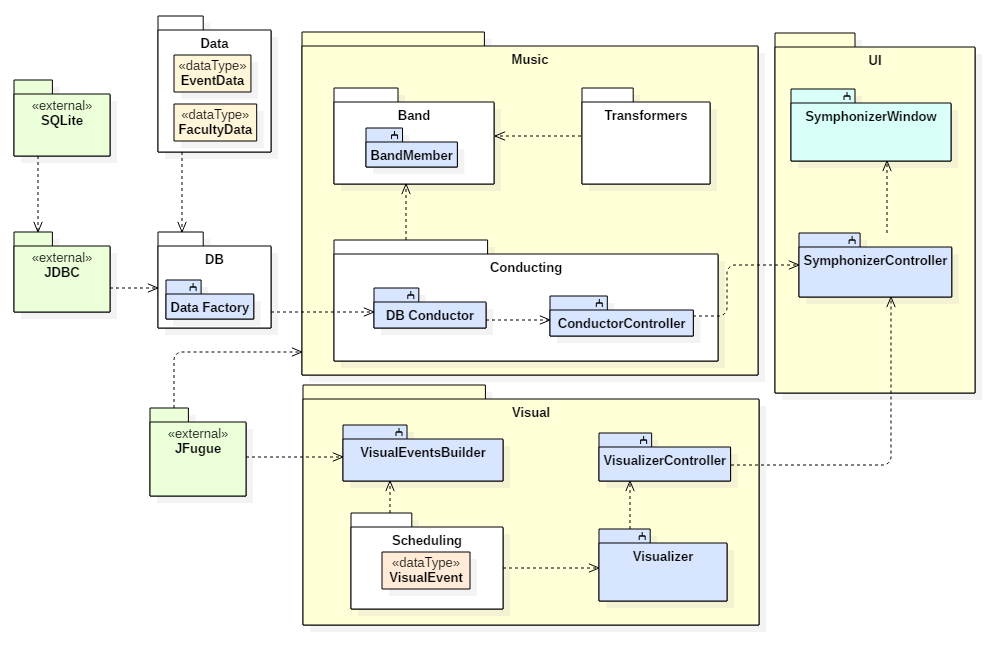 Data
«dataType»
EventData
«dataType»
FacultyData
«external»
SQLite
«external»
JDBC
DB
Data Factory
«external»
JFugue
Music
Band
BandMember
Transformers
Conducting
DB Conductor
ConductorController
UI
SymphonizerWindow
SymphonizerController
Visual
VisualEventsBuilder
VisualizerController
Scheduling
«dataType»
VisualEvent
Visualizer